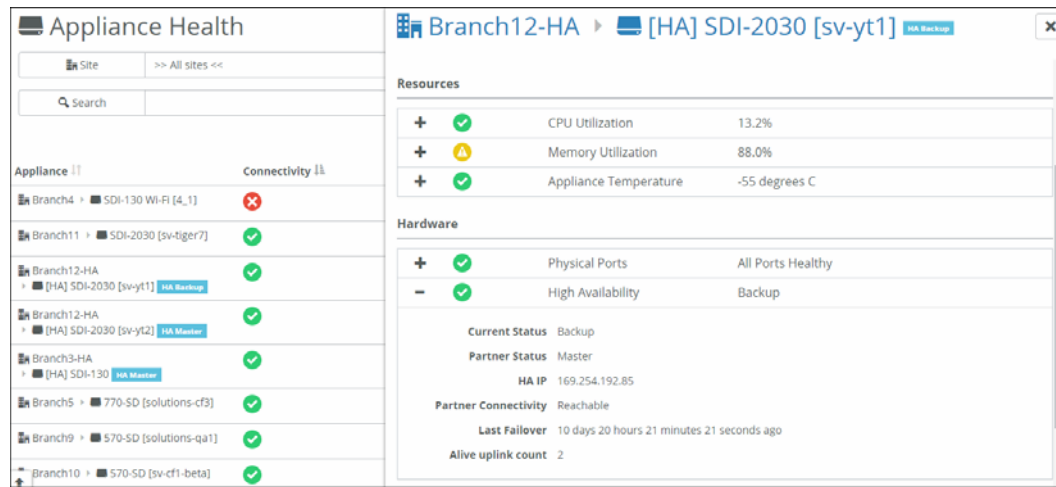 Appliance Health
Site
>> All sites <<
Search
Appliance
Connectivity
Branch4 SDI-130 Wi-Fi [4_1]
Branch11 SDI-2030 [sv-tiger7]
Branch12-HA
[HA] SDI-2030 [sv-yt1] HA Backup
Branch12-HA
[HA] SDI-2030 [sv-yt2] HA Master
Branch3-HA
[HA] SDI-130 HA Master
Branch5 770-SD [solutions-cf3]
Branch9 570-SD [solutions-qa1]
Branch10 570-SD [sv-cf1-beta]
Branch12-HA [HA] SDI-2030 [sv-yt1] HA Backup
Resources
CPU Utilization 13.2%
Memory Utilization 88.0%
Appliance Temperature -55 degrees C
Hardware
Physical Ports All Ports Healthy
High Availability Backup
Current Status Backup
Partner Status Master
HA IP 169.254.192.85
Partner Connectivity Reachable
Last Failover 10 days 20 hours 21 minutes 21 seconds ago
Alive uplink count 2